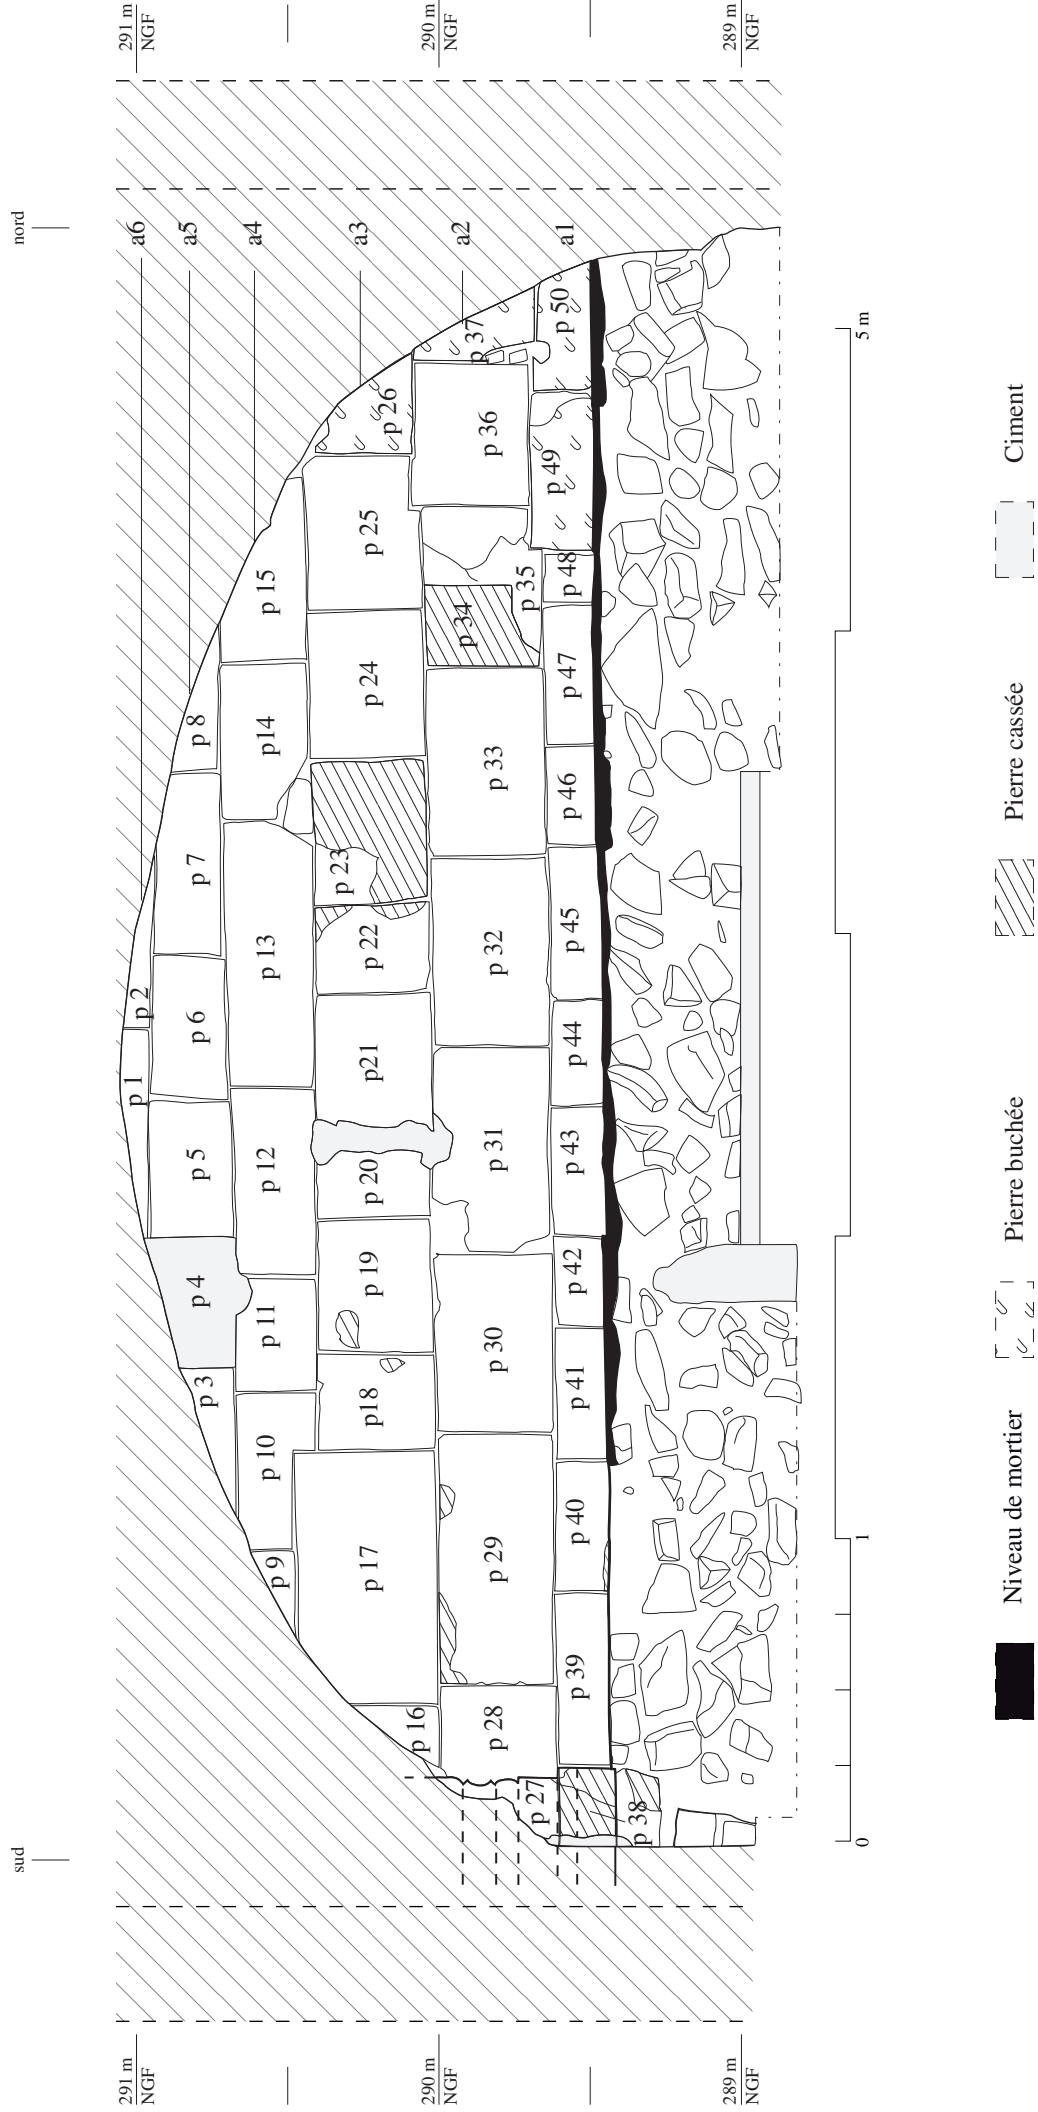 sud
nord
291 m
NGF
290 m
NGF
289 m
NGF
291 m
NGF
290 m
NGF
289 m
NGF
a6
a5
a4
a3
a2
a1
p 1
p 2
p 3
p 4
p 5
p 6
p 7
p 8
p 9
p 10
p 11
p 12
p 13
p14
p 15
p 16
p 17
p18
p 19
p 20
p21
p 22
p 23
p 24
p 25
p 26
p 27
p 28
p 29
p 30
p 31
p 32
p 33
p 34
p 35
p 36
p 37
p 38
p 39
p 40
p 41
p 42
p 43
p 44
p 45
p 46
p 47
p 48
p 49
p 50
0
1
5 m
Niveau de mortier
Pierre buchée
Pierre cassée
Ciment